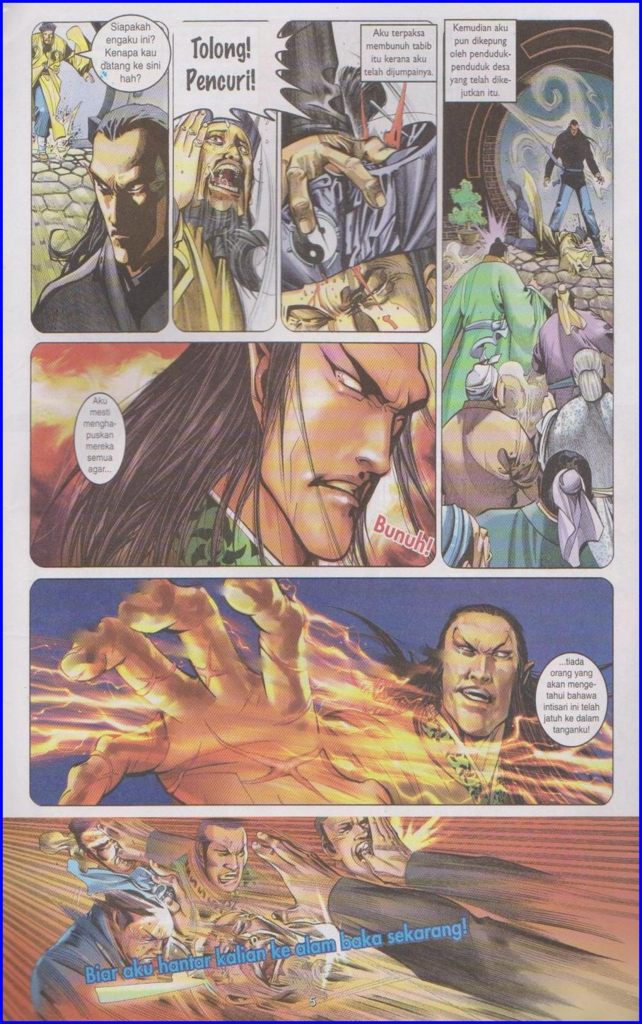 Siapakah
engaku ini?
Kenapa kau
datang ke sini
hah?
Tolong!
Pencuri!
Aku terpaksa
membunuh tabib
itu kerana aku
telah dijumpainya.
Kemudian aku
pun dikepung
oleh penduduk-
penduduk desa
yang telah dike-
jutkan itu.
Aku
mesti
mengha-
puskan
mereka
semua
agar...
Bunuh!
...tiada
orang yang
akan menge-
tahui bahawa
intisari ini telah
jatuh ke dalam
tanganku!
Biar aku hantar kalian ke alam baka sekarang!
5